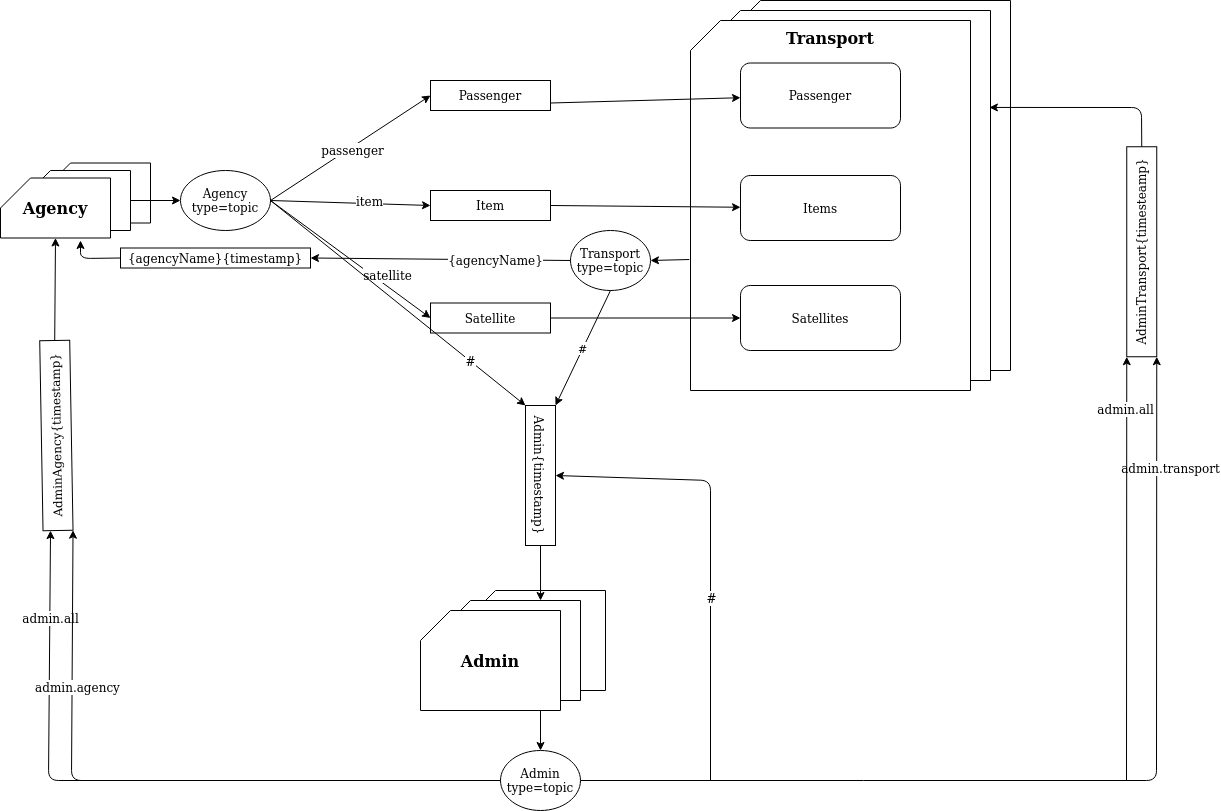 Transport
Passenger
Passenger
passenger
Agency
Agency
type=topic
item
Item
Items
{agencyName}{timestamp}
{agencyName}
Transport
type=topic
satellite
Satellite
Satellites
AdminTransport{timesteamp}
#
#
AdminAgency{timestamp}
Admin{timestamp}
admin.all
admin.transport
#
admin.all
admin.agency
Admin
Admin
type=topic